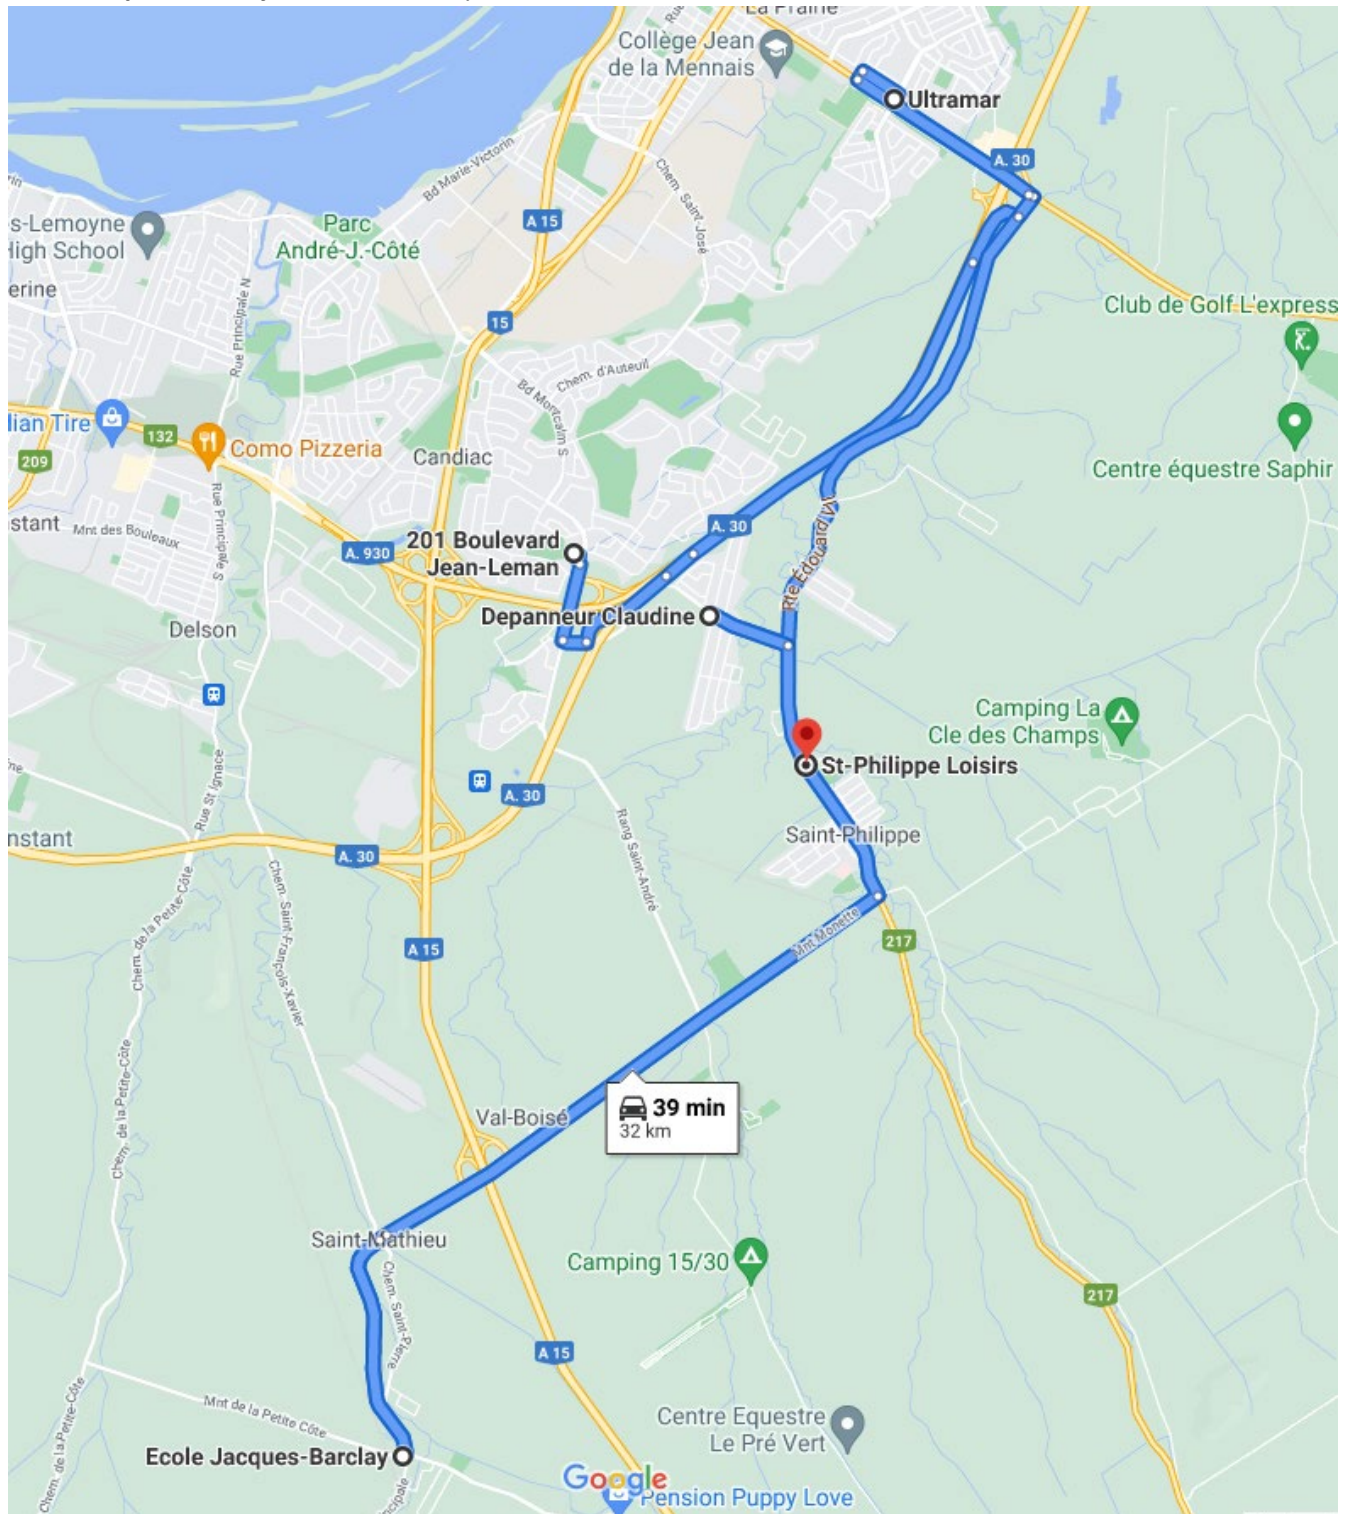 La Prairie
Collège Jean
de la Mennais
Ultramar
A. 30
Bd Marie-Victorin
Chem. Saint-José
s-Lemoyne
High School
Parc
André-J.-Côté
A 15
erine
Rue Principale N
Club de Golf L'express
15
Chem. d'Auteuil
Bd Montcalm S
lian Tire
132
Como Pizzeria
Candiac
209
Centre équestre Saphir
Rue Principale S
stant
Mnt des Bouleaux
A. 930
201 Boulevard
Jean-Leman
A. 30
Rte Édouard VII
Depanneur Claudine
Delson
Camping La
Cle des Champs
St-Philippe Loisirs
A. 30
Rue St Ignace
nstant
Saint-Philippe
A. 30
Rang Saint-André
Chem. de la Petite-Côte
Chem. Saint-François-Xavier
Mnt Monette
217
A 15
Chem. de la Petite-Côte
39 min
32 km
Val-Boisé
Saint-Mathieu
Camping 15/30
Chem. Saint-Pierre
217
A 15
Chem. de la Petite-Côte
Mnt de la Petite Côte
Centre Equestre
Le Pré Vert
Ecole Jacques-Barclay
Google
Pension Puppy Love
ncipale